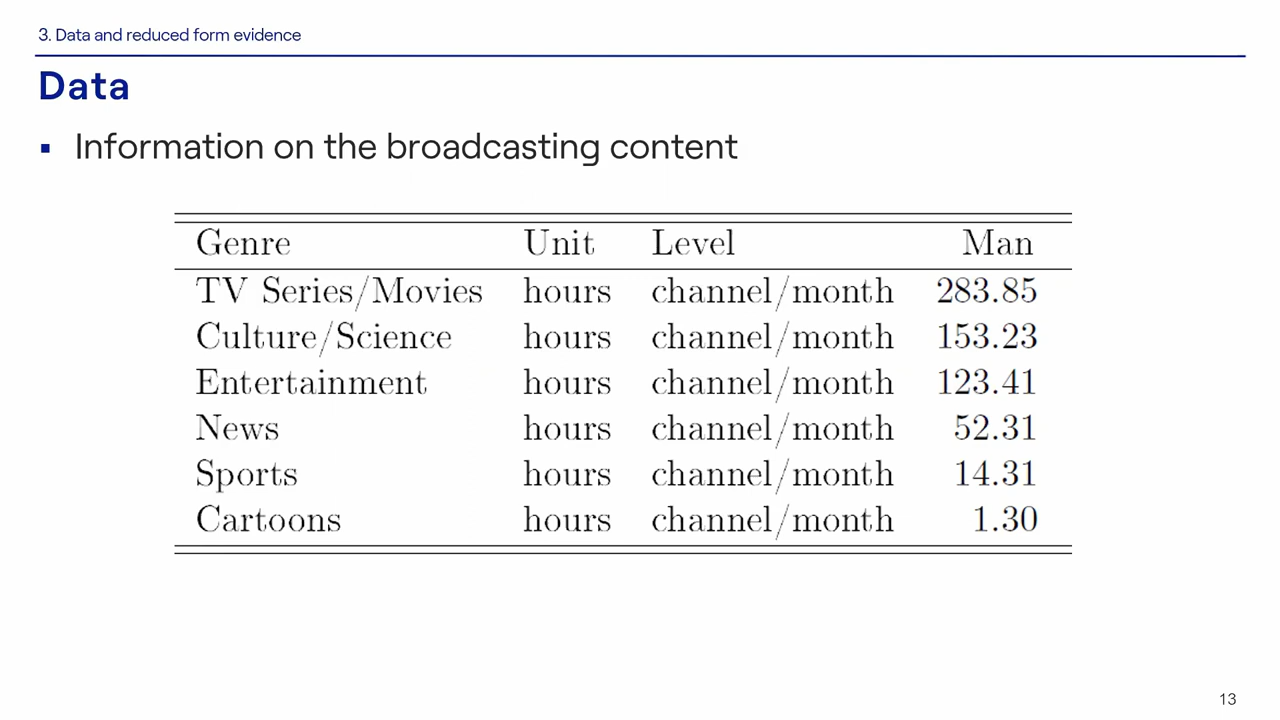 3. Data and reduced form evidence
Data
▪ Information on the broadcasting content
Genre Unit Level Man
TV Series/Movies hours channel/month 283.85
Culture/Science hours channel/month 153.23
Entertainment hours channel/month 123.41
News hours channel/month 52.31
Sports hours channel/month 14.31
Cartoons hours channel/month 1.30
13